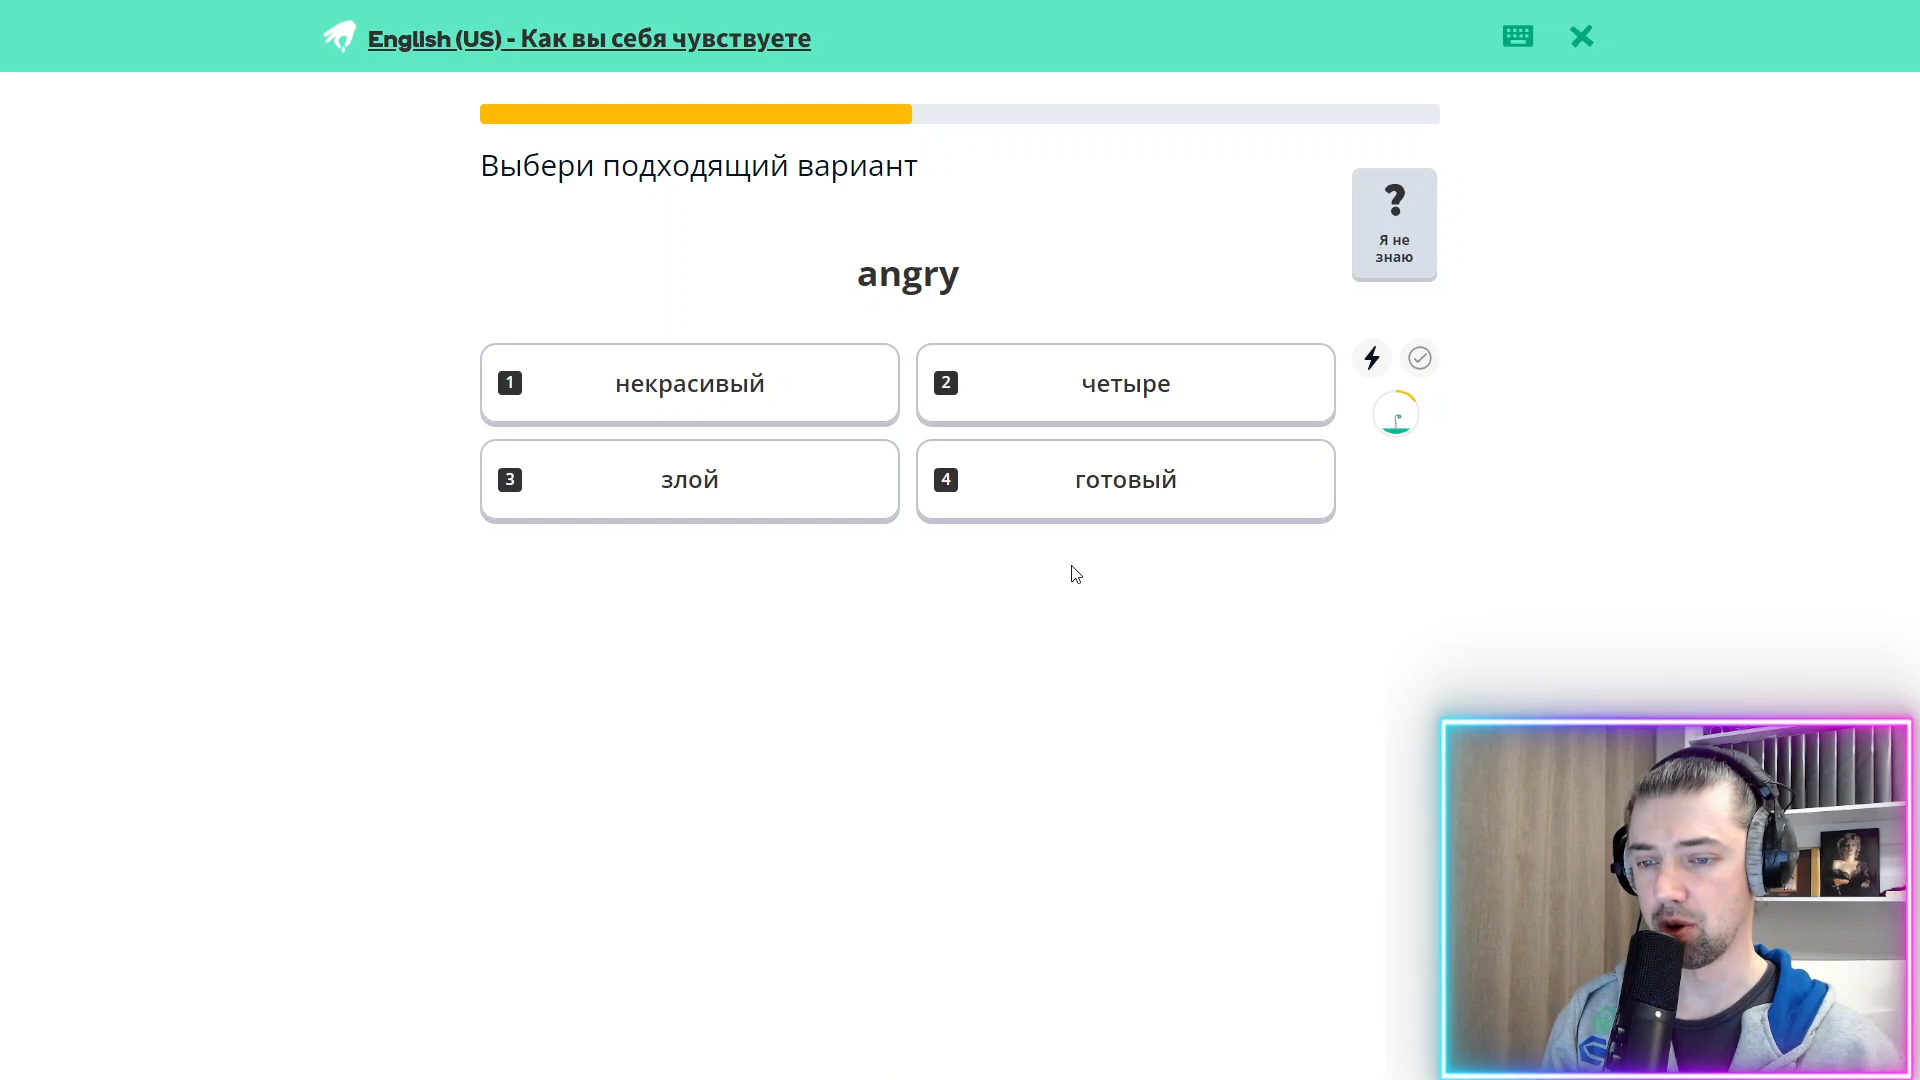 English (US) - Как вы себя чувствуете
Выбери подходящий вариант
?
Я не
знаю
angry
1 некрасивый
2 четыре
3 злой
4 готовый